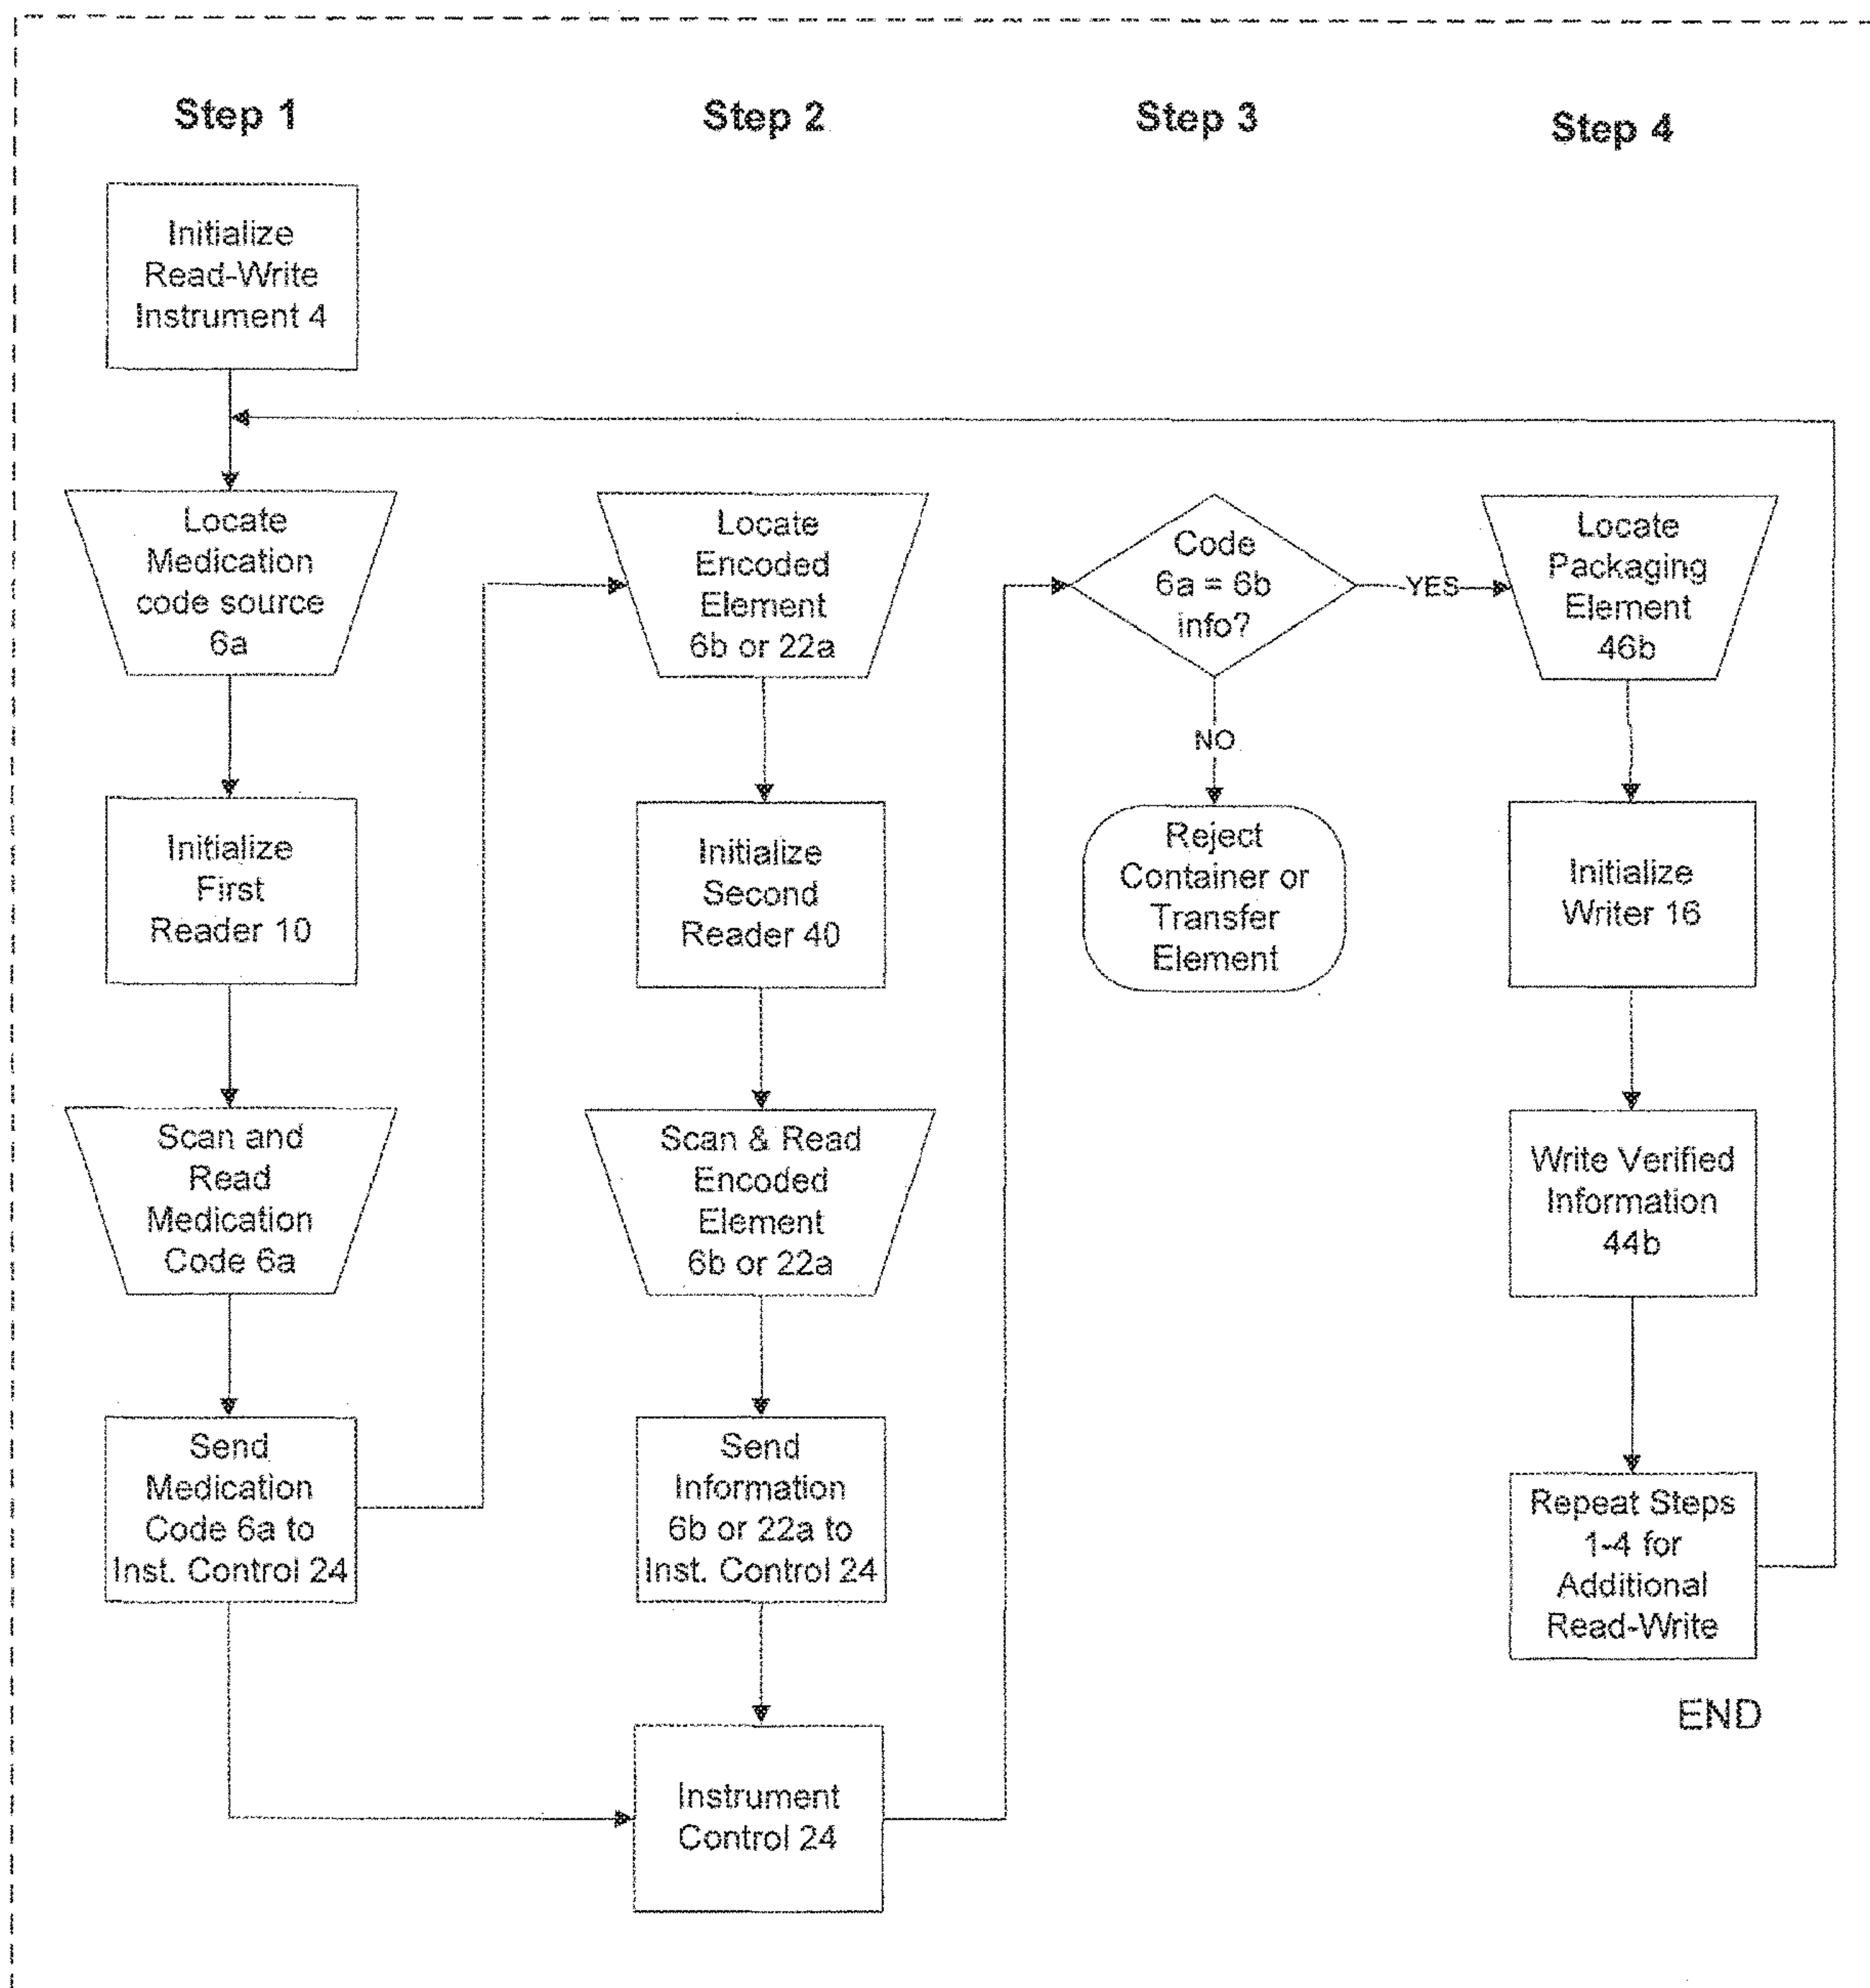 Step 1
Step 2
Step 3
Step 4
Initialize
Read-Write
Instrument 4
Locate
Medication
code source
6a
Initialize
First
Reader 10
Scan and
Read
Medication
Code 6a
Send
Medication
Code 6a to
Inst. Control 24
Locate
Encoded
Element
6b or 22a
Initialize
Second
Reader 40
Scan & Read
Encoded
Element
6b or 22a
Send
Information
6b or 22a to
Inst. Control 24
Instrument
Control 24
Code
6a = 6b
info?
YES
NO
Reject
Container or
Transfer
Element
Locate
Packaging
Element
46b
Initialize
Writer 16
Write Verified
Information
44b
Repeat Steps
1-4 for
Additional
Read-Write
END